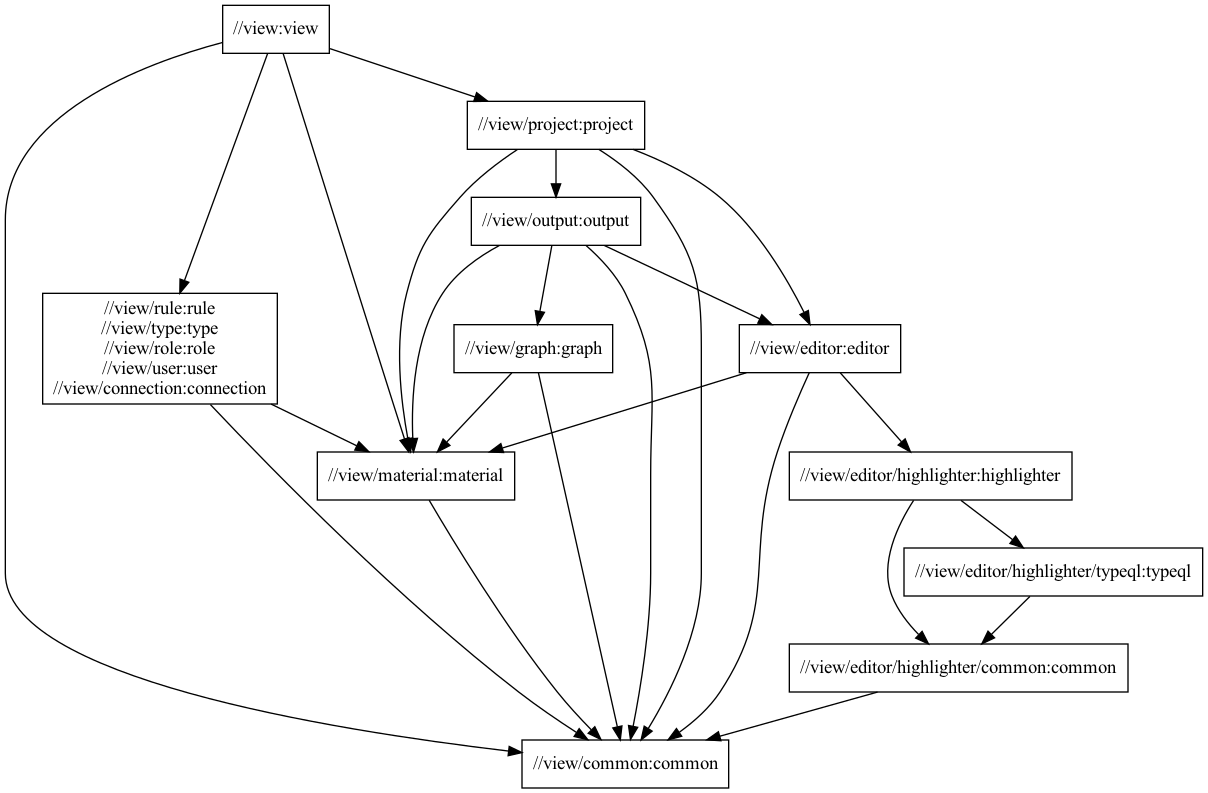 //view:view
//view/project:project
//view/output:output
//view/rule:rule
//view/type:type
//view/role:role
//view/user:user
//view/connection:connection
//view/graph:graph
//view/editor:editor
//view/material:material
//view/editor/highlighter:highlighter
//view/editor/highlighter/typeql:typeql
//view/editor/highlighter/common:common
//view/common:common